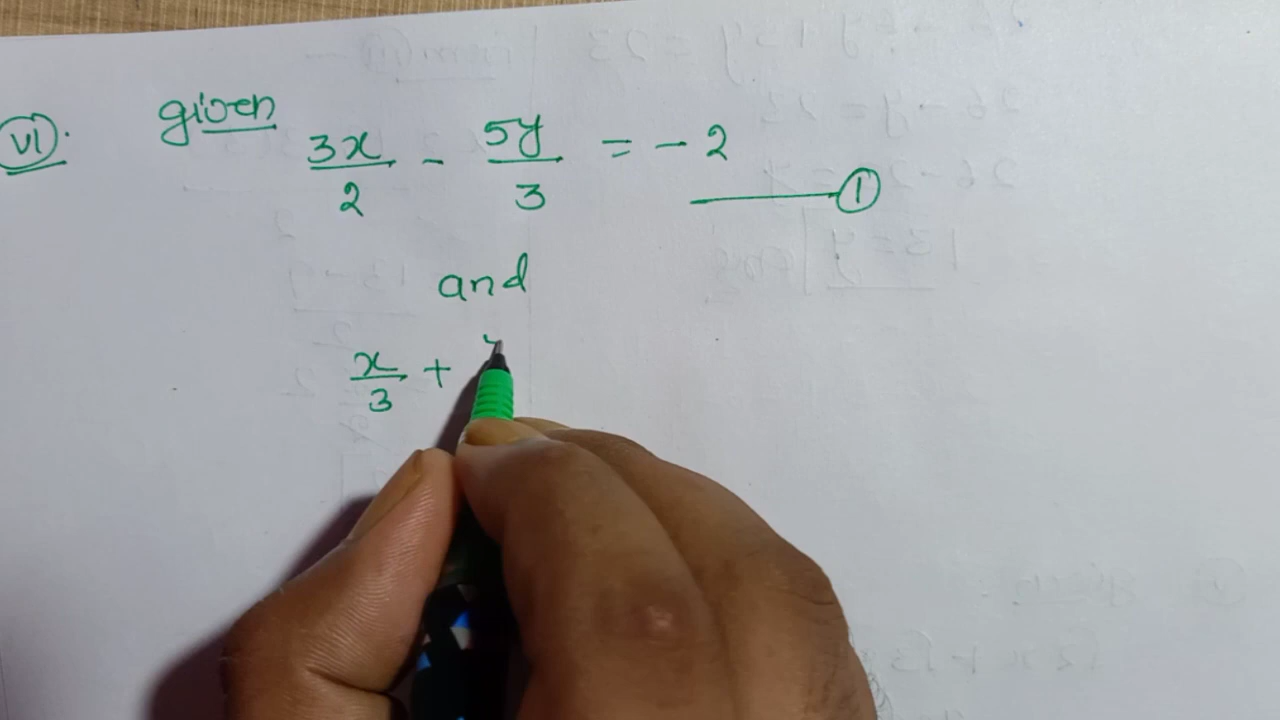 (vi). given
3x/2 - 5y/3 = -2 ——— ①
and
x/3 +